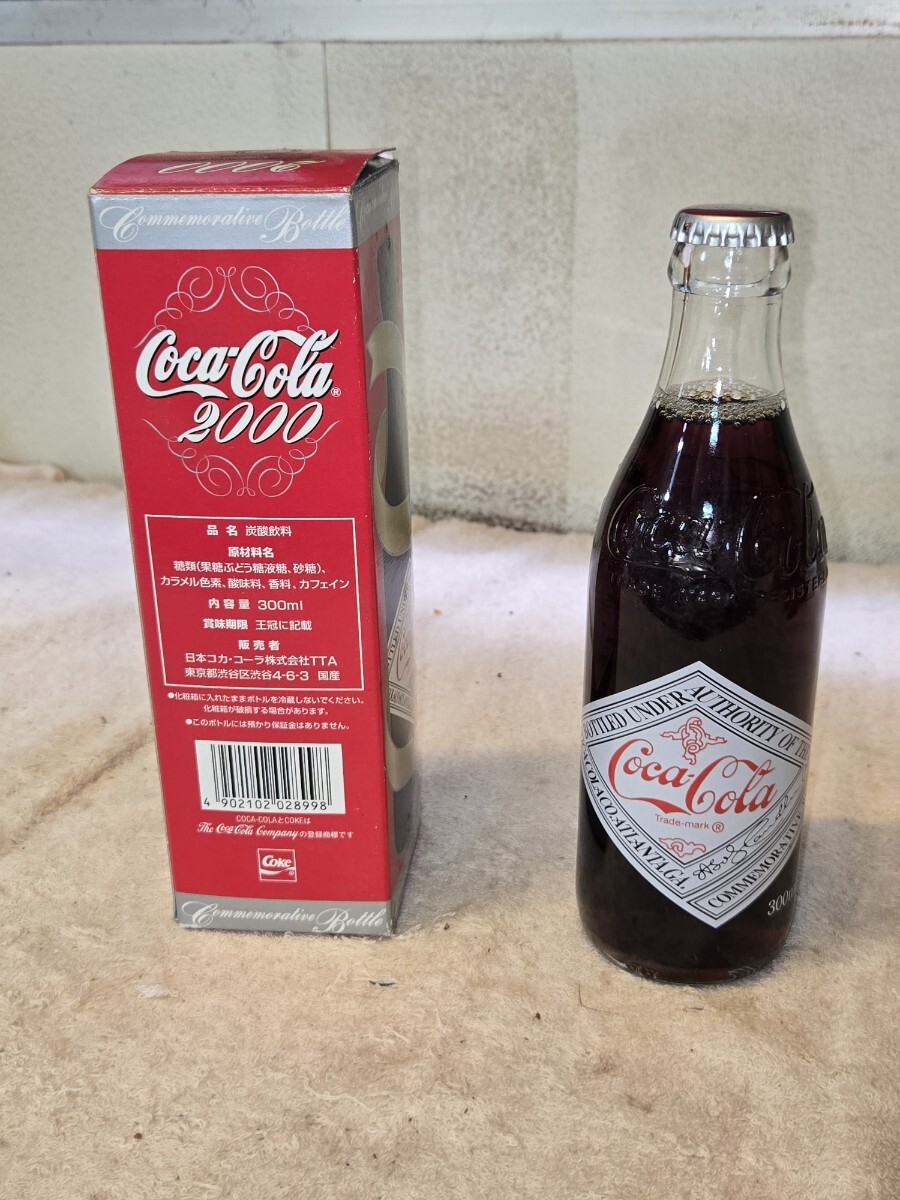 2000
Commemorative Bottle
Coca-Cola®
2000
品名 炭酸飲料
原材料名
糖類(果糖ぶどう糖液糖、砂糖)、
カラメル色素、酸味料、香料、カフェイン
内容量 300ml
賞味期限 王冠に記載
販売者
日本コカ・コーラ株式会社TTA
東京都渋谷区渋谷4-6-3 国産
●化粧箱に入れたままボトルを冷蔵しないでください。
化粧箱が破損する場合があります。
●このボトルには預かり保証金はありません。
4 902102 028998
COCA-COLAとCOKEは
The Coca-Cola Companyの登録商標です
Coke®
Commemorative Bottle
Coca-Cola
BOTTLED UNDER AUTHORITY OF THE
Coca-Cola
Trade-mark ®
COLA CO ATLANTA, GA.
COMMEMORATIVE
300m